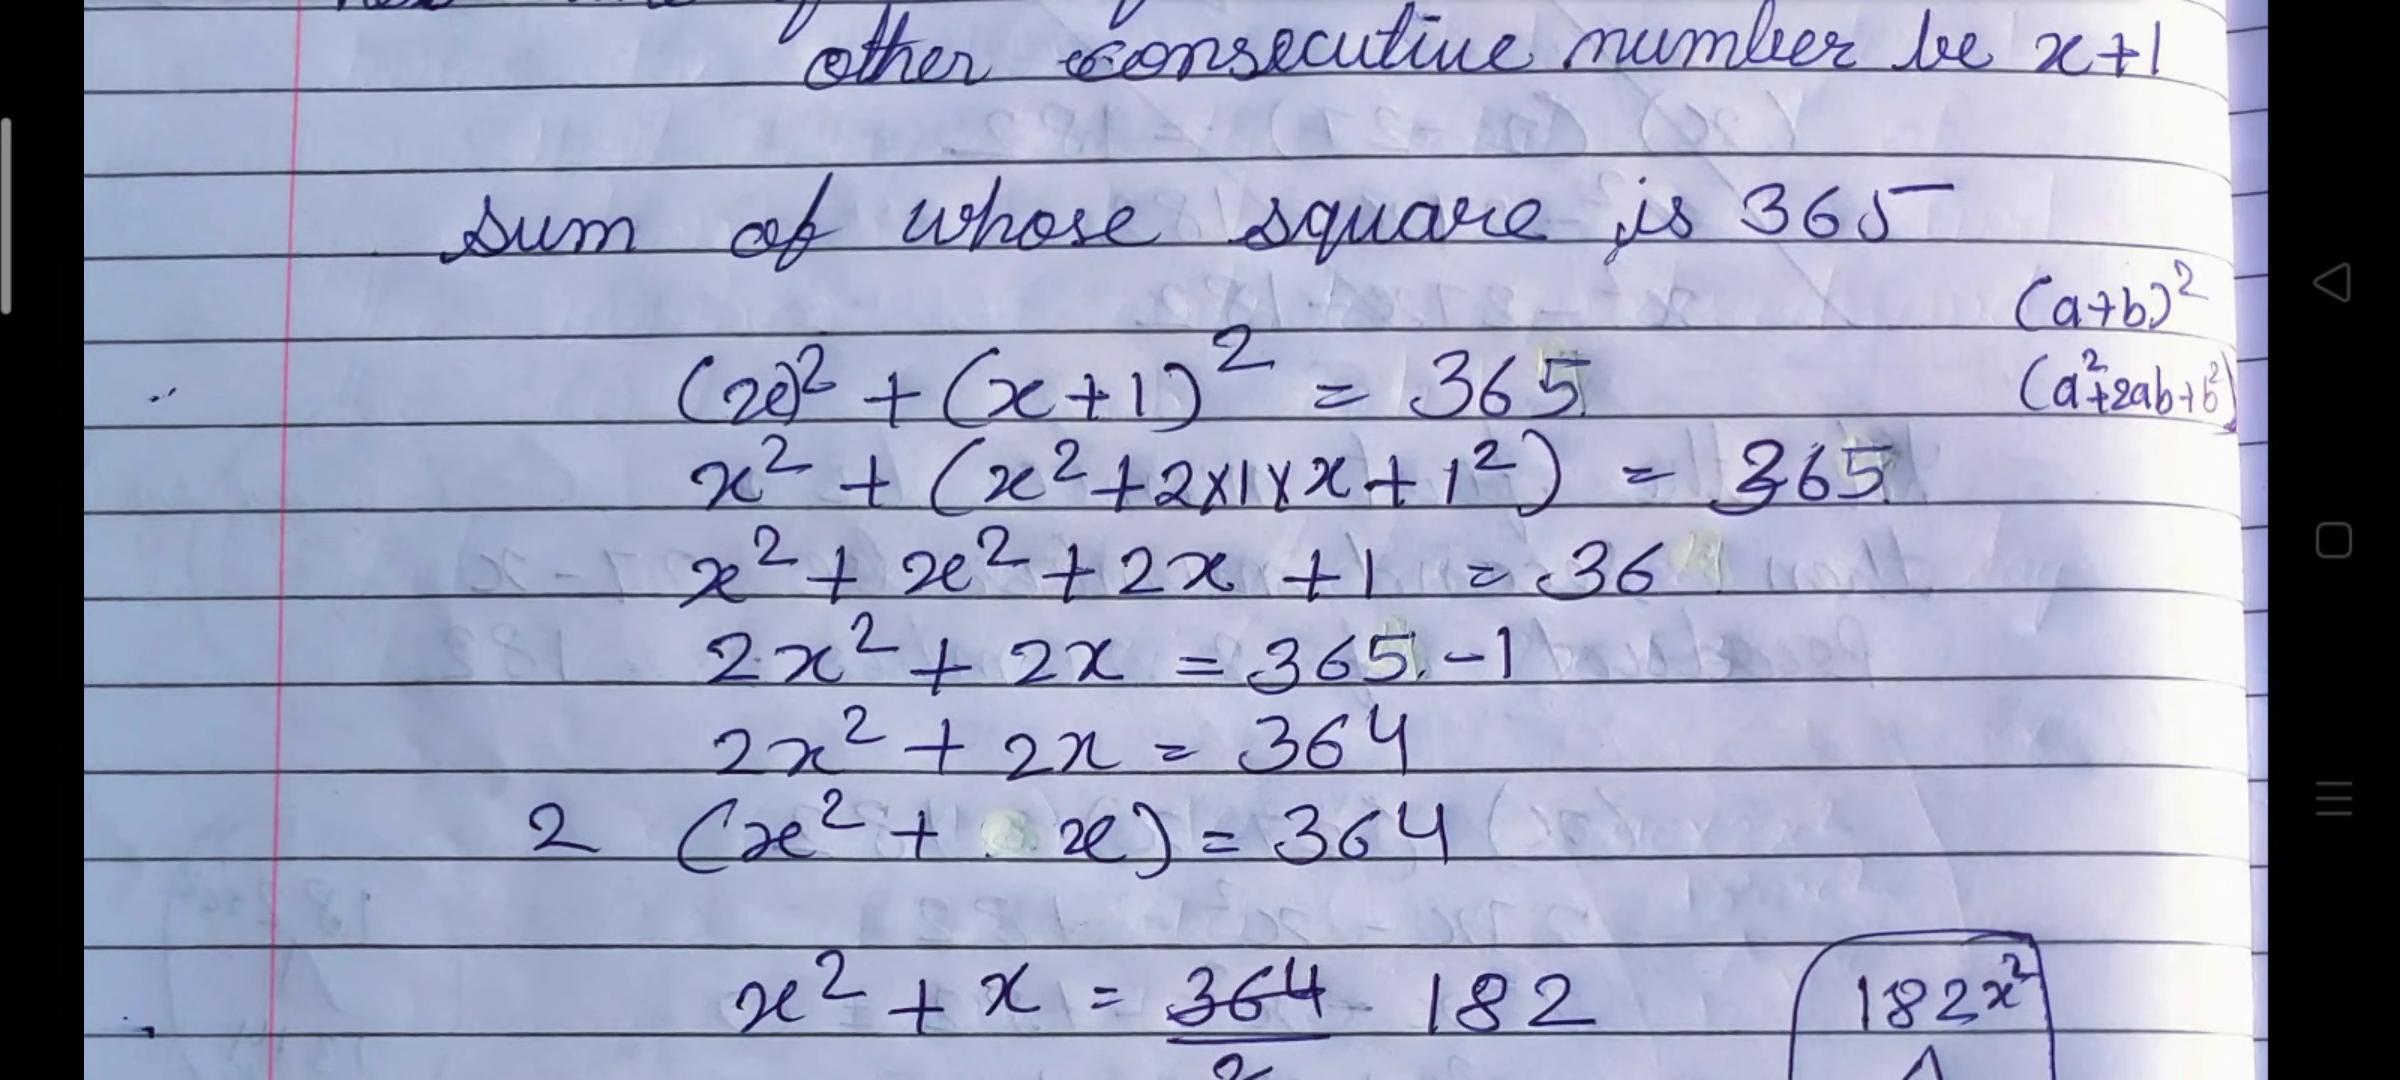 other consecutive number be x+1
sum of whose square is 365
(a+b)²
(x)² + (x+1)² = 365
(a²+2ab+b²)
x² + (x²+2×1×x+1²) = 365
x² + x² + 2x +1 = 36
2x² + 2x = 365-1
2x² + 2x = 364
2 (x² + x) = 364
x² + x = 364 182
2
182x²